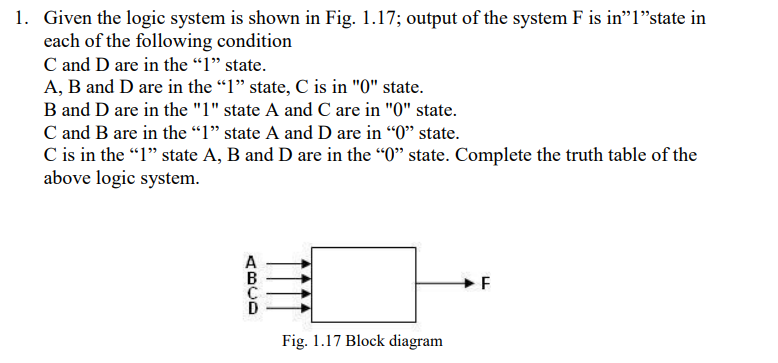 1. Given the logic system is shown in Fig. 1.17; output of the system F is in”1”state in
each of the following condition
C and D are in the “1” state.
A, B and D are in the “1” state, C is in "0" state.
B and D are in the "1" state A and C are in "0" state.
C and B are in the “1” state A and D are in “0” state.
C is in the “1” state A, B and D are in the “0” state. Complete the truth table of the
above logic system.
A
B
C
D
F
Fig. 1.17 Block diagram